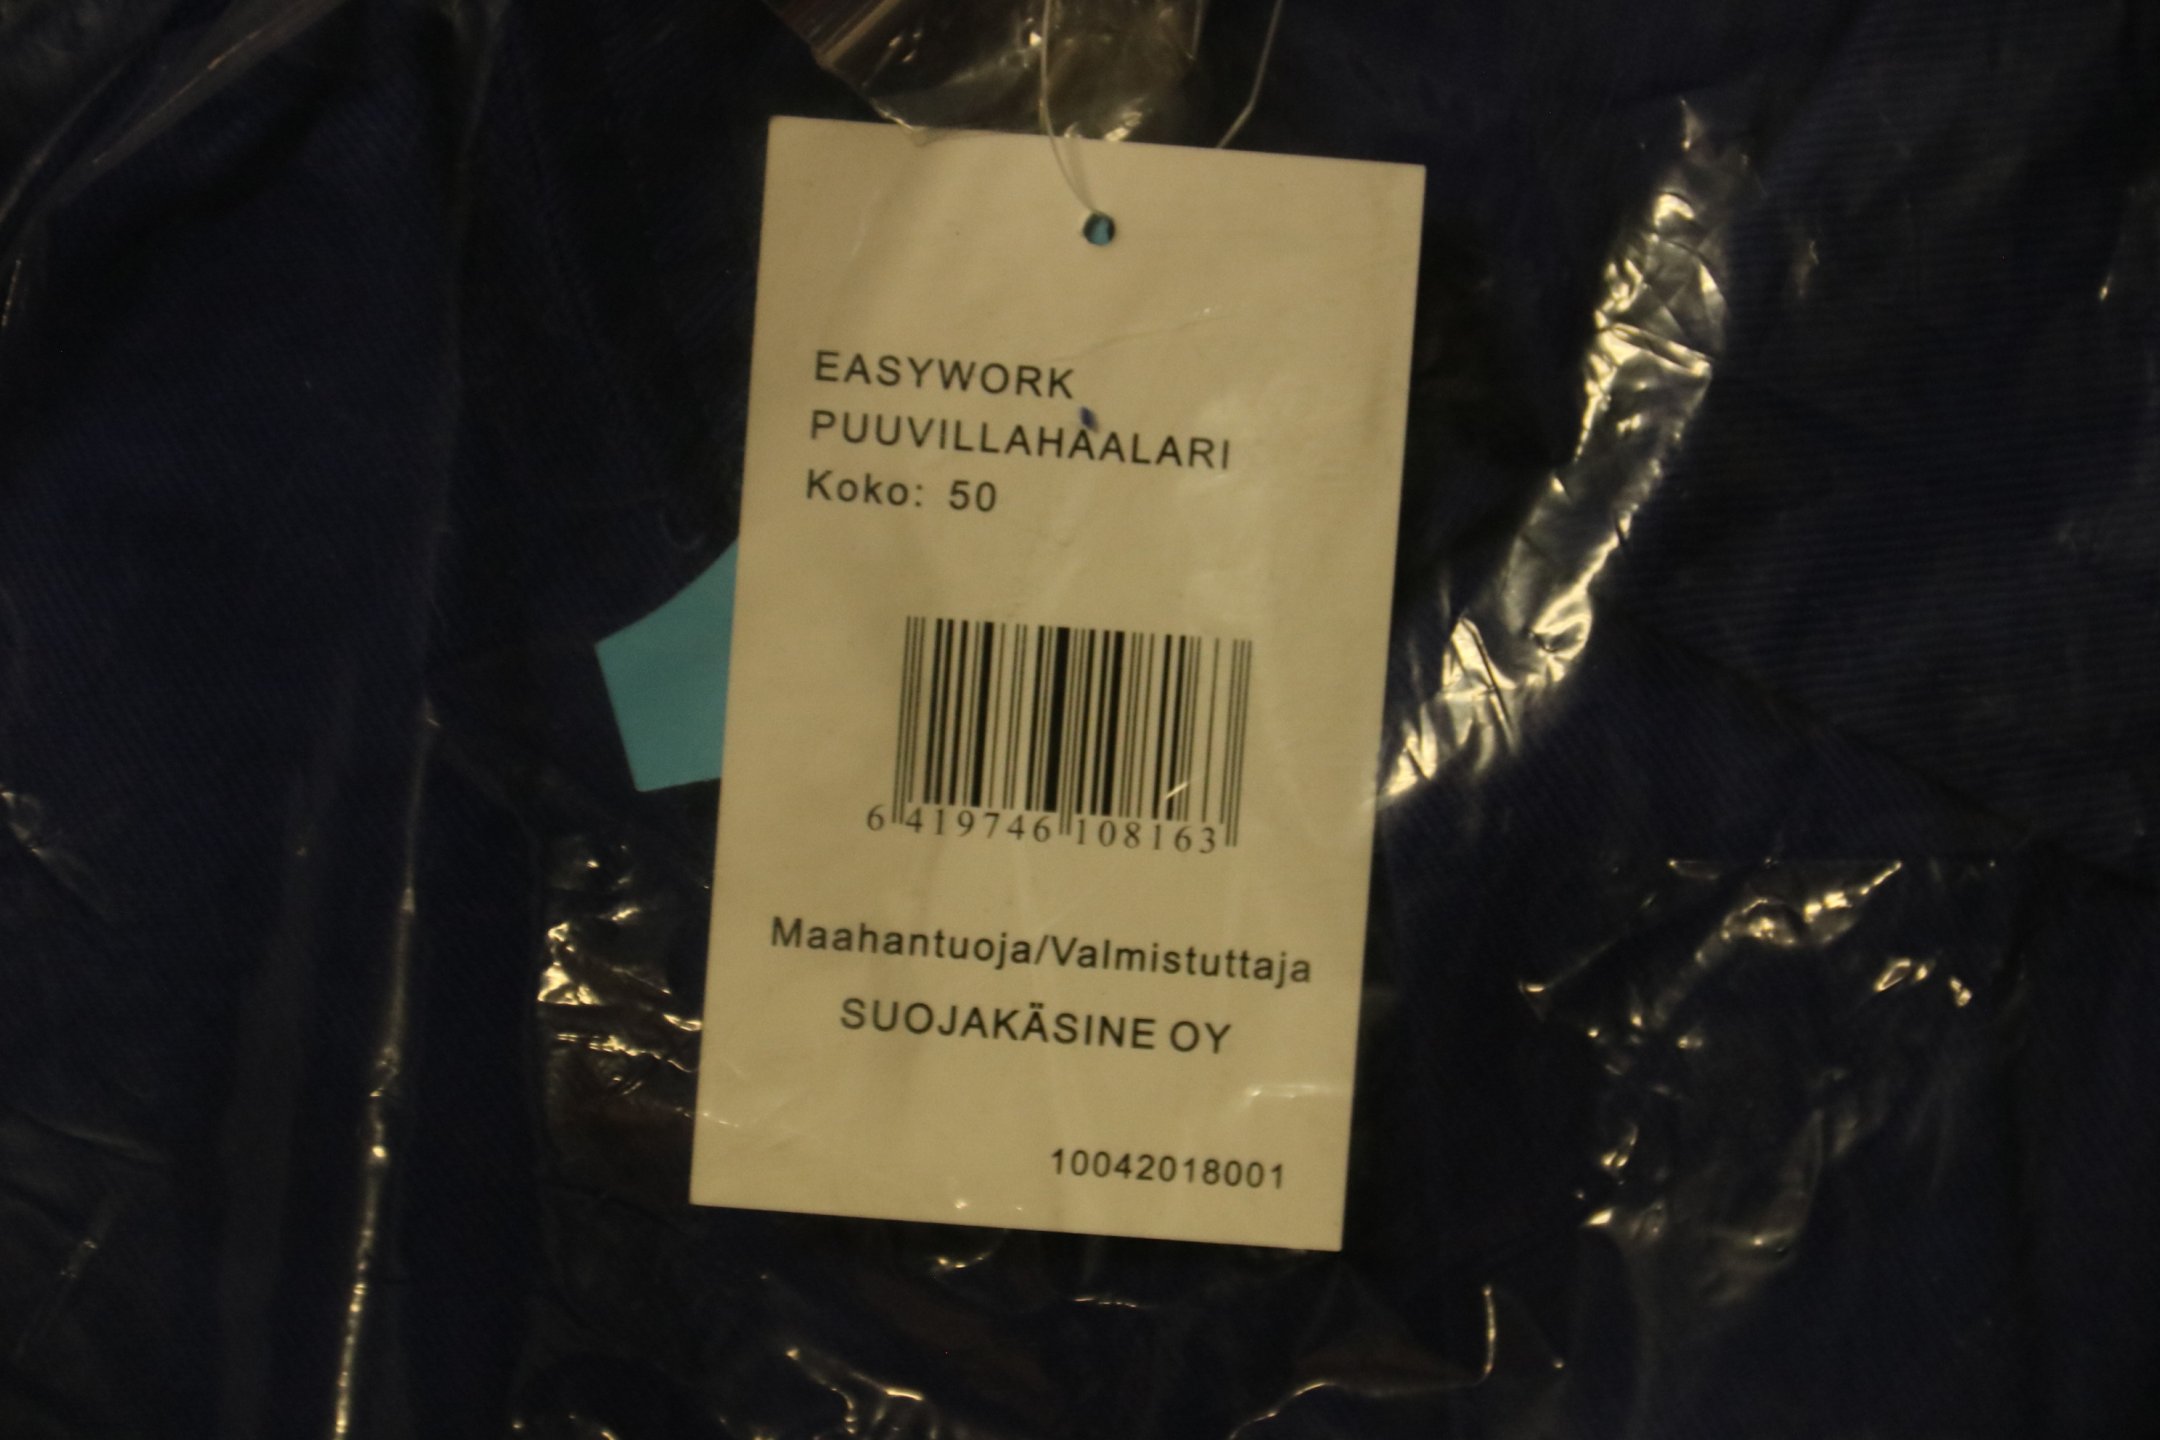 EASYWORK
PUUVILLAHAALARI
Koko: 50
6 419746 108163
Maahantuoja/Valmistuttaja
SUOJAKÄSINE OY
10042018001